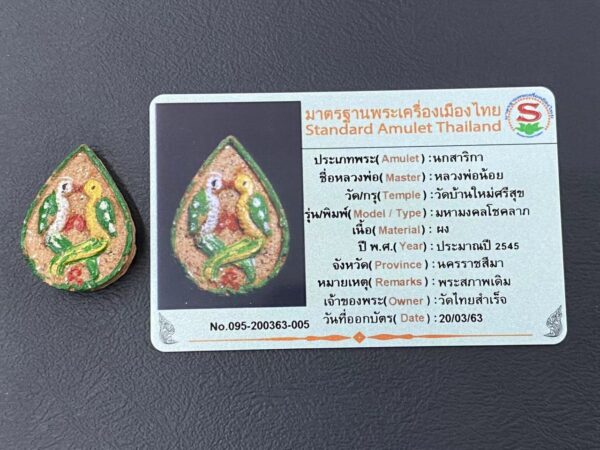 มาตรฐานพระเครื่องเมืองไทย
Standard Amulet Thailand
S
ประเภทพระ( Amulet ) : นกสาริกา
ชื่อหลวงพ่อ( Master ) : หลวงพ่อน้อย
วัด/กรุ( Temple ) : วัดบ้านใหม่ศรีสุข
รุ่น/พิมพ์( Model / Type ) : มหามงคลโชคลาภ
เนื้อ( Material ) : ผง
ปี พ.ศ.( Year) : ประมาณปี 2545
จังหวัด( Province ) : นครราชสีมา
หมายเหตุ( Remarks ) : พระสภาพเดิม
เจ้าของพระ(Owner ) : วัดไทยสำเร็จ
วันที่ออกบัตร( Date ) : 20/03/63
No.095-200363-005